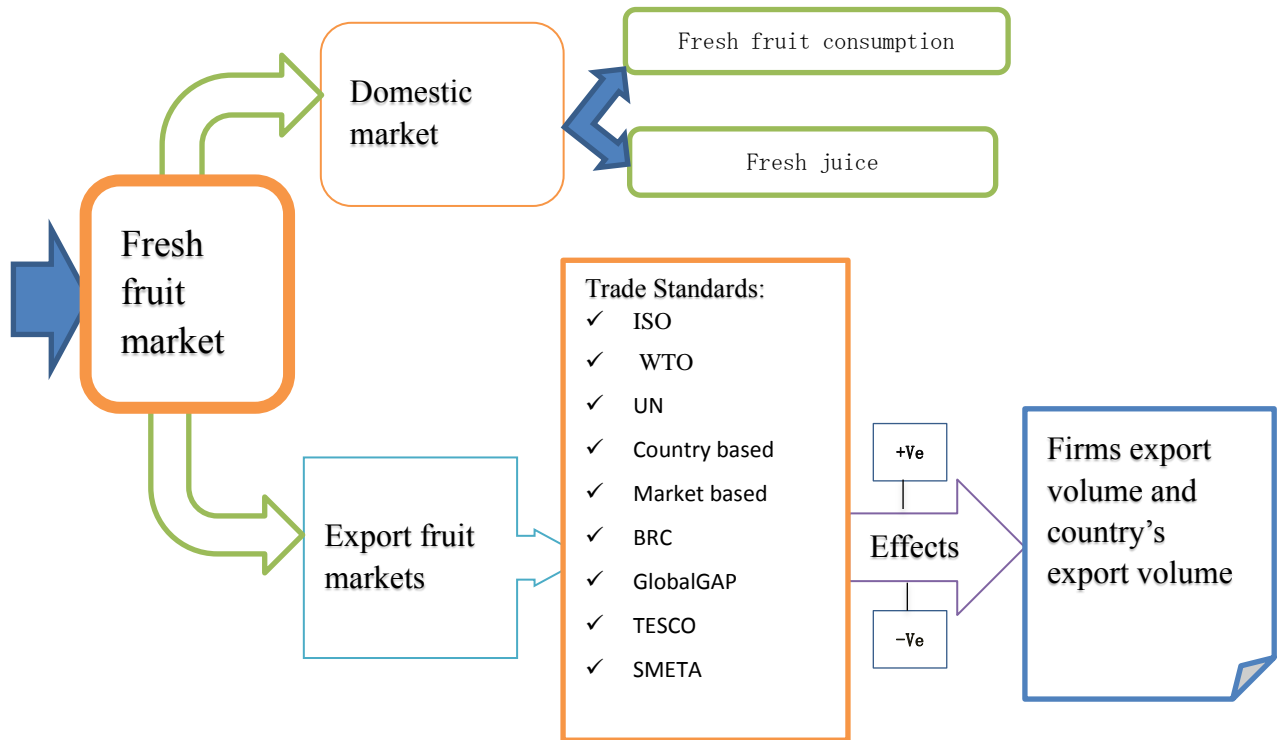 Fresh fruit consumption
Domestic
market
Fresh juice
Fresh
fruit
market
Trade Standards:
✓ ISO
✓ WTO
✓ UN
✓ Country based
✓ Market based
✓ BRC
✓ GlobalGAP
✓ TESCO
✓ SMETA
Export fruit
markets
+Ve
Effects
-Ve
Firms export
volume and
country’s
export volume